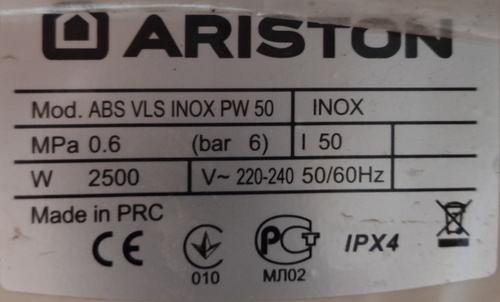 ARISTON
Mod. ABS VLS INOX PW 50 INOX
MPa 0.6 (bar 6) l 50
W 2500 V~ 220-240 50/60Hz
Made in PRC
CE 010 РСТ МЛ02 IPX4